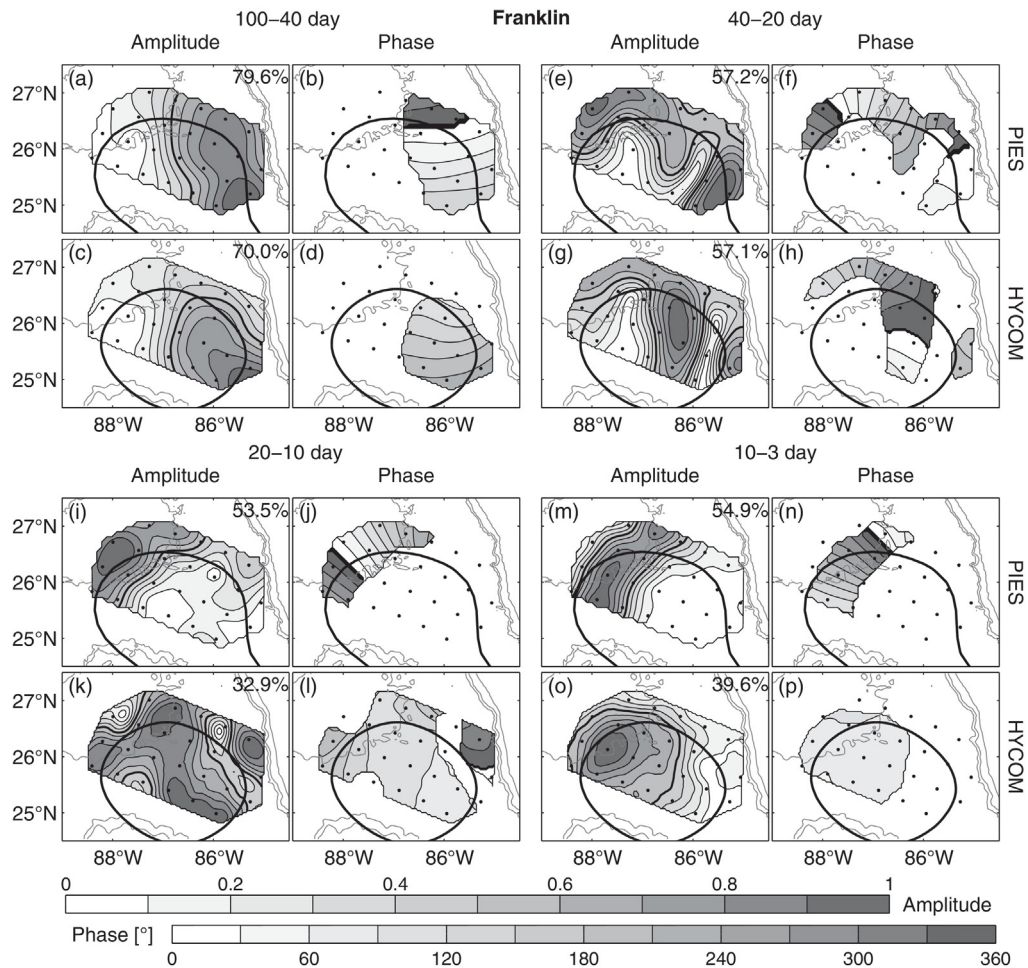 100–40 day Franklin 40–20 day
Amplitude Phase Amplitude Phase
(a) 79.6% (b) (e) 57.2% (f)
27°N
26°N
25°N
PIES
(c) 70.0% (d) (g) 57.1% (h)
27°N
26°N
25°N
HYCOM
88°W 86°W 88°W 86°W 88°W 86°W 88°W 86°W
20–10 day 10–3 day
Amplitude Phase Amplitude Phase
(i) 53.5% (j) (m) 54.9% (n)
27°N
26°N
25°N
PIES
(k) 32.9% (l) (o) 39.6% (p)
27°N
26°N
25°N
HYCOM
88°W 86°W 88°W 86°W 88°W 86°W 88°W 86°W
0 0.2 0.4 0.6 0.8 1
Amplitude
Phase [°]
0 60 120 180 240 300 360